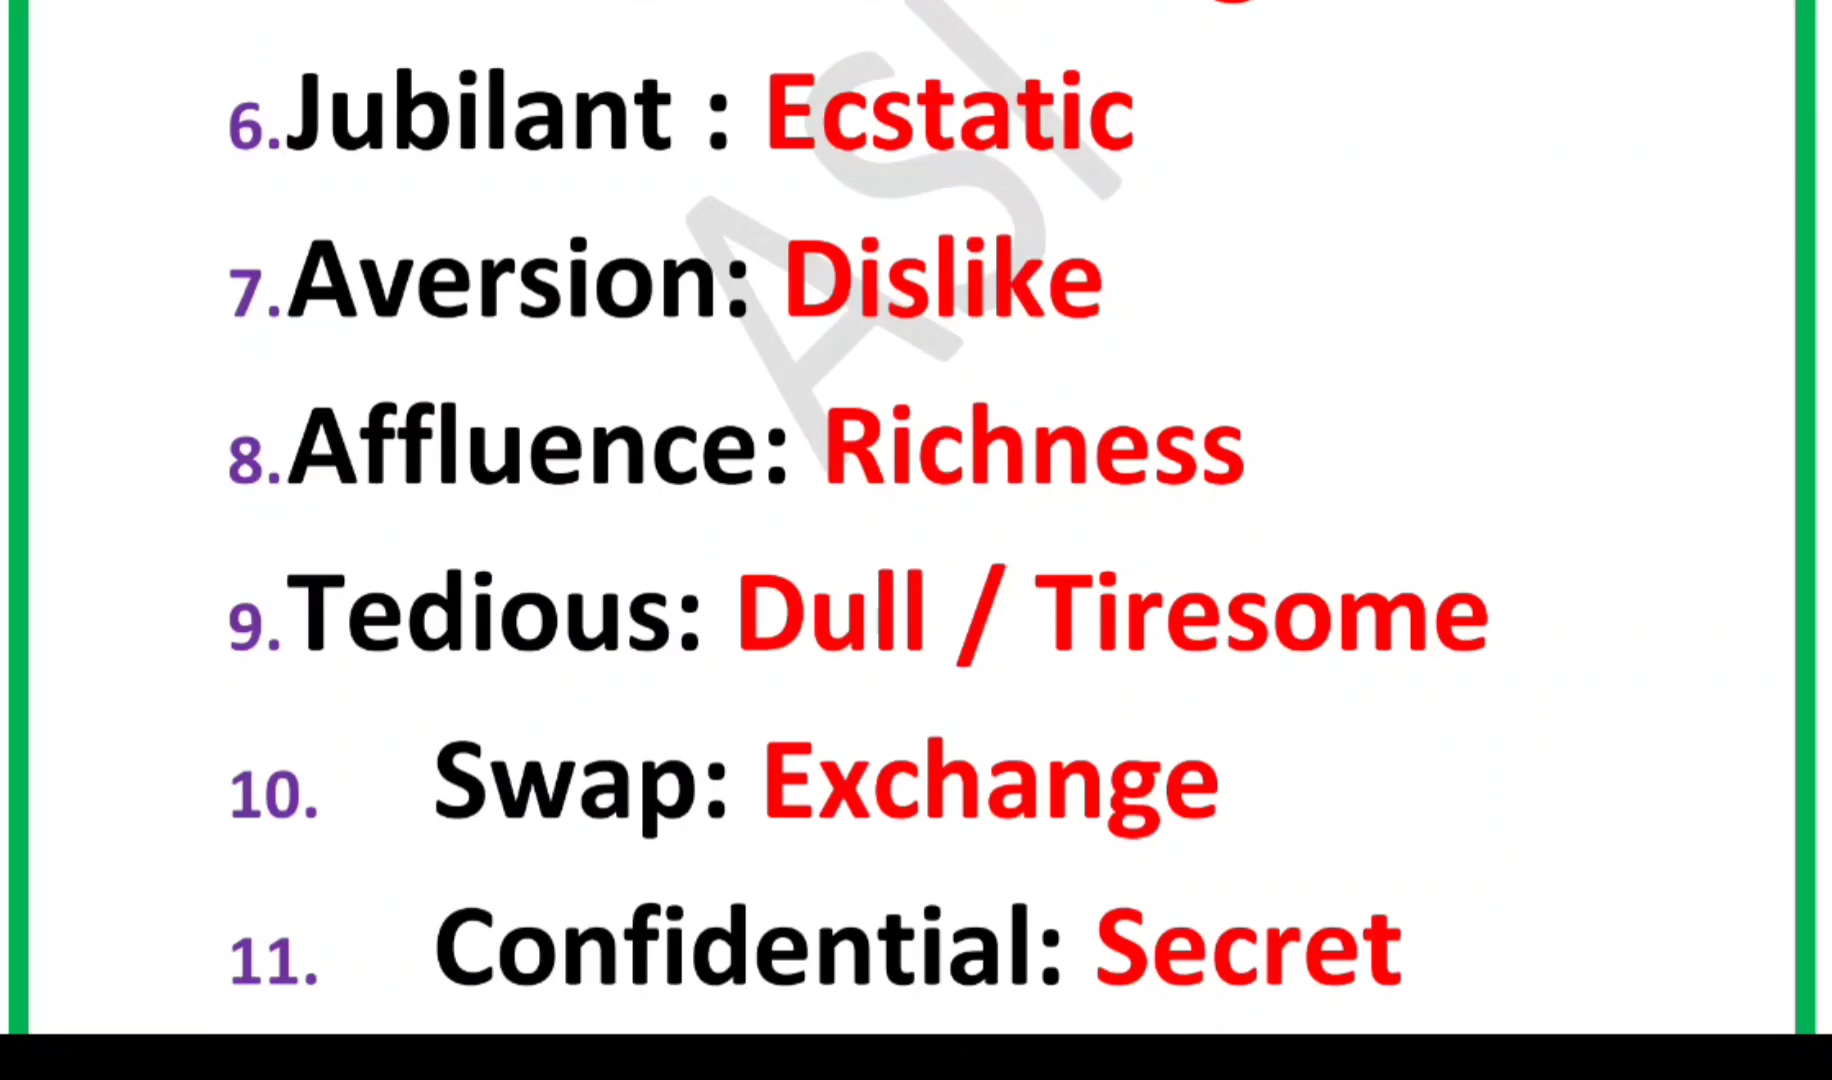 6.Jubilant : Ecstatic
7.Aversion: Dislike
8.Affluence: Richness
9.Tedious: Dull / Tiresome
10. Swap: Exchange
11. Confidential: Secret